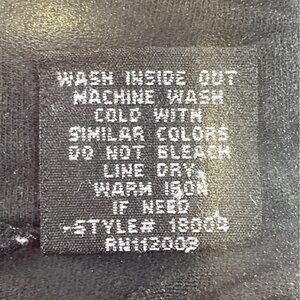 WASH INSIDE OUT
MACHINE WASH
COLD WITH
SIMILAR COLORS
DO NOT BLEACH
LINE DRY
WARM IRON
IF NEED
-STYLE# 18009
RN112009